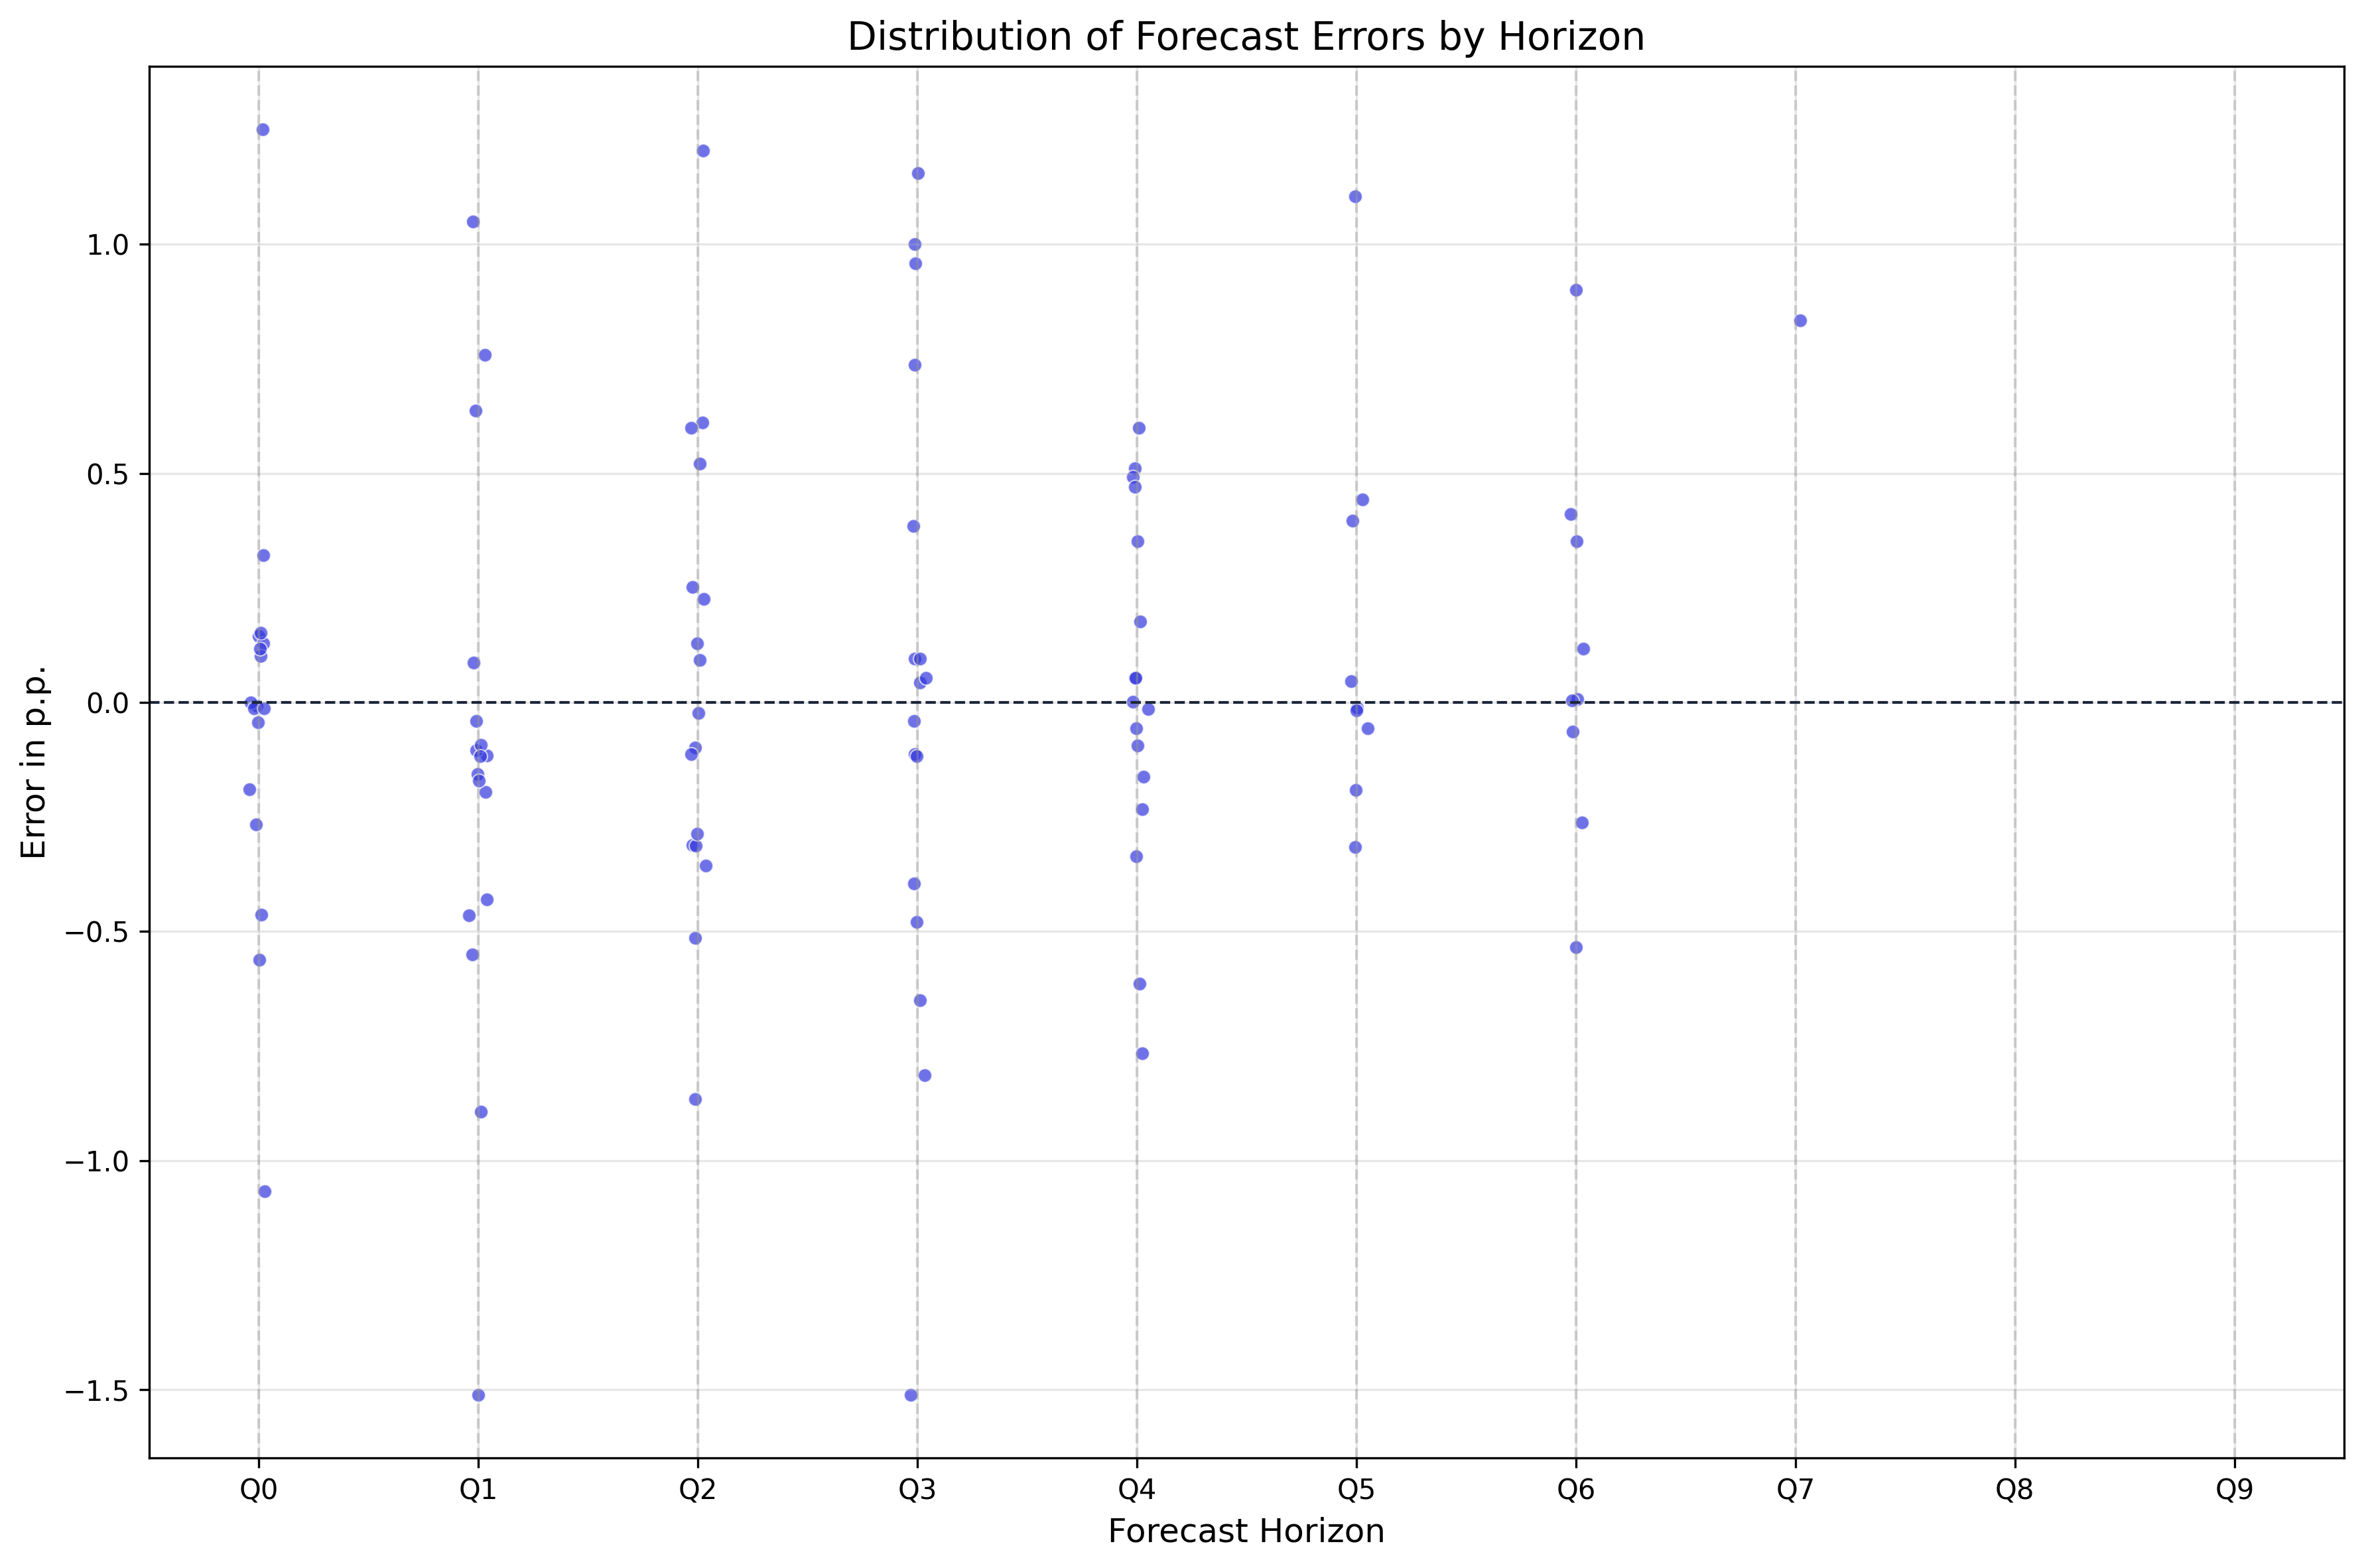 Distribution of Forecast Errors by Horizon
Error in p.p.
1.0
0.5
0.0
−0.5
−1.0
−1.5
Q0 Q1 Q2 Q3 Q4 Q5 Q6 Q7 Q8 Q9
Forecast Horizon